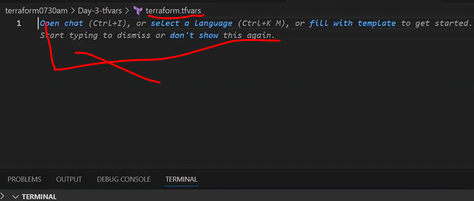 terraform0730am > Day-3-tfvars > terraform.tfvars
1 Open chat (Ctrl+I), or select a language (Ctrl+K M), or fill with template to get started.
Start typing to dismiss or don't show this again.
PROBLEMS OUTPUT DEBUG CONSOLE TERMINAL
TERMINAL